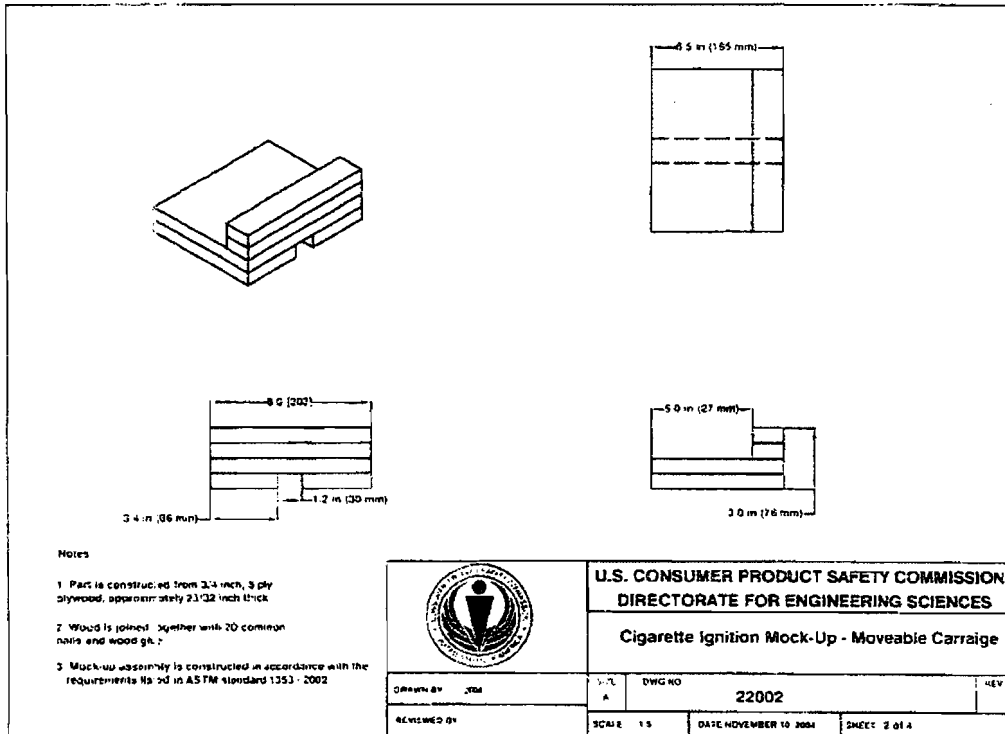 6.5 in (165 mm)
8.0 (203)
1.2 in (30 mm)
3.4 in (86 mm)
5.0 in (27 mm)
3.0 in (76 mm)
Notes
1 Part is constructed from 3/4 inch, 5 ply
plywood, approximately 23/32 inch thick
2 Wood is joined together with 2D common
nails and wood
3 Mock-up assembly is constructed in accordance with the
requirements listed in ASTM standard 1353 - 2002
U.S. CONSUMER PRODUCT SAFETY COMMISSION
DIRECTORATE FOR ENGINEERING SCIENCES
Cigarette Ignition Mock-Up - Moveable Carraige
DRAWN BY
REVIEWED BY
A
DWG NO
22002
REV
SCALE 1:5
DATE NOVEMBER 10 2004
SHEET 2 of 4